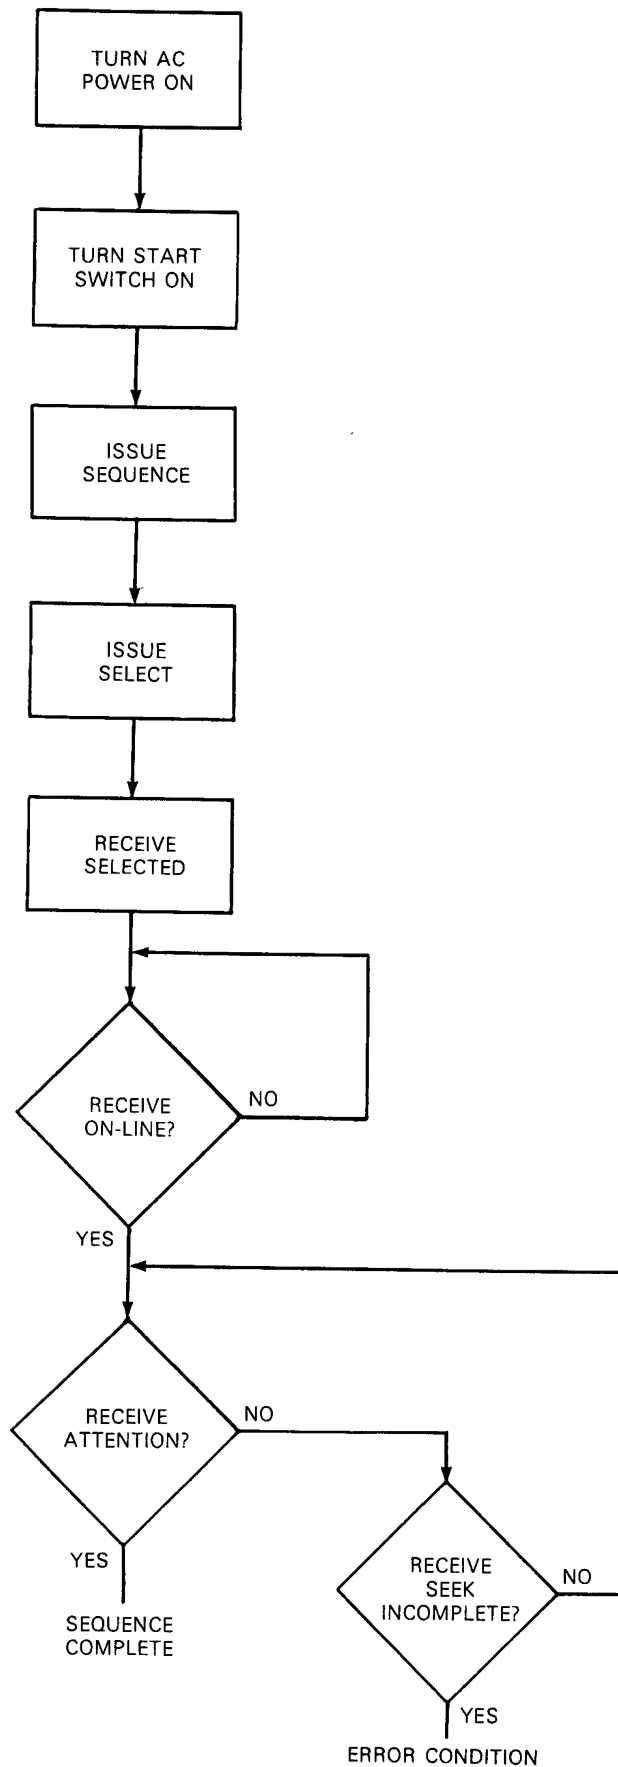 TURN AC
POWER ON
TURN START
SWITCH ON
ISSUE
SEQUENCE
ISSUE
SELECT
RECEIVE
SELECTED
RECEIVE
ON-LINE?
NO
YES
RECEIVE
ATTENTION?
NO
YES
SEQUENCE
COMPLETE
RECEIVE
SEEK
INCOMPLETE?
NO
YES
ERROR CONDITION